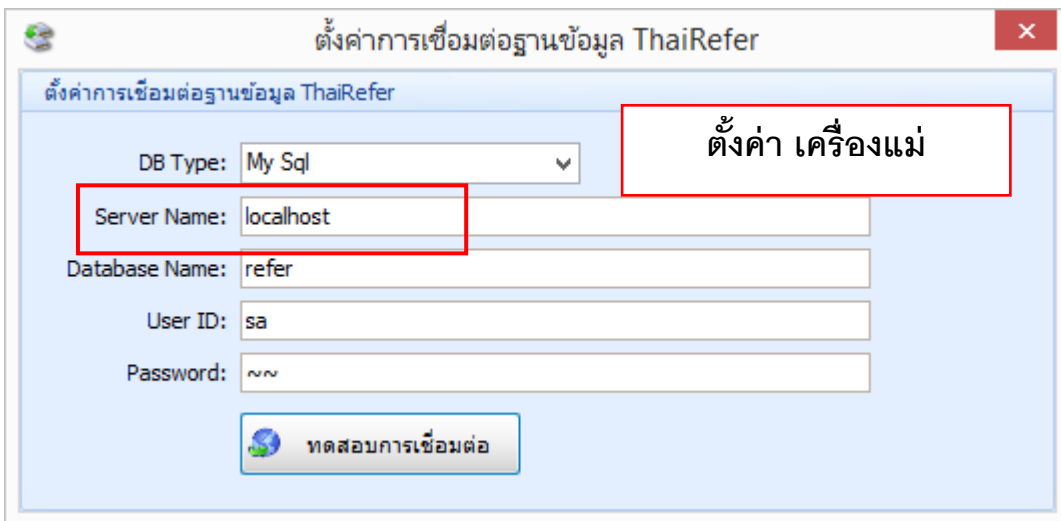 ตั้งค่าการเชื่อมต่อฐานข้อมูล ThaiRefer
ตั้งค่าการเชื่อมต่อฐานข้อมูล ThaiRefer
ตั้งค่า เครื่องแม่
DB Type: My Sql
Server Name: localhost
Database Name: refer
User ID: sa
Password: ~~
ทดสอบการเชื่อมต่อ